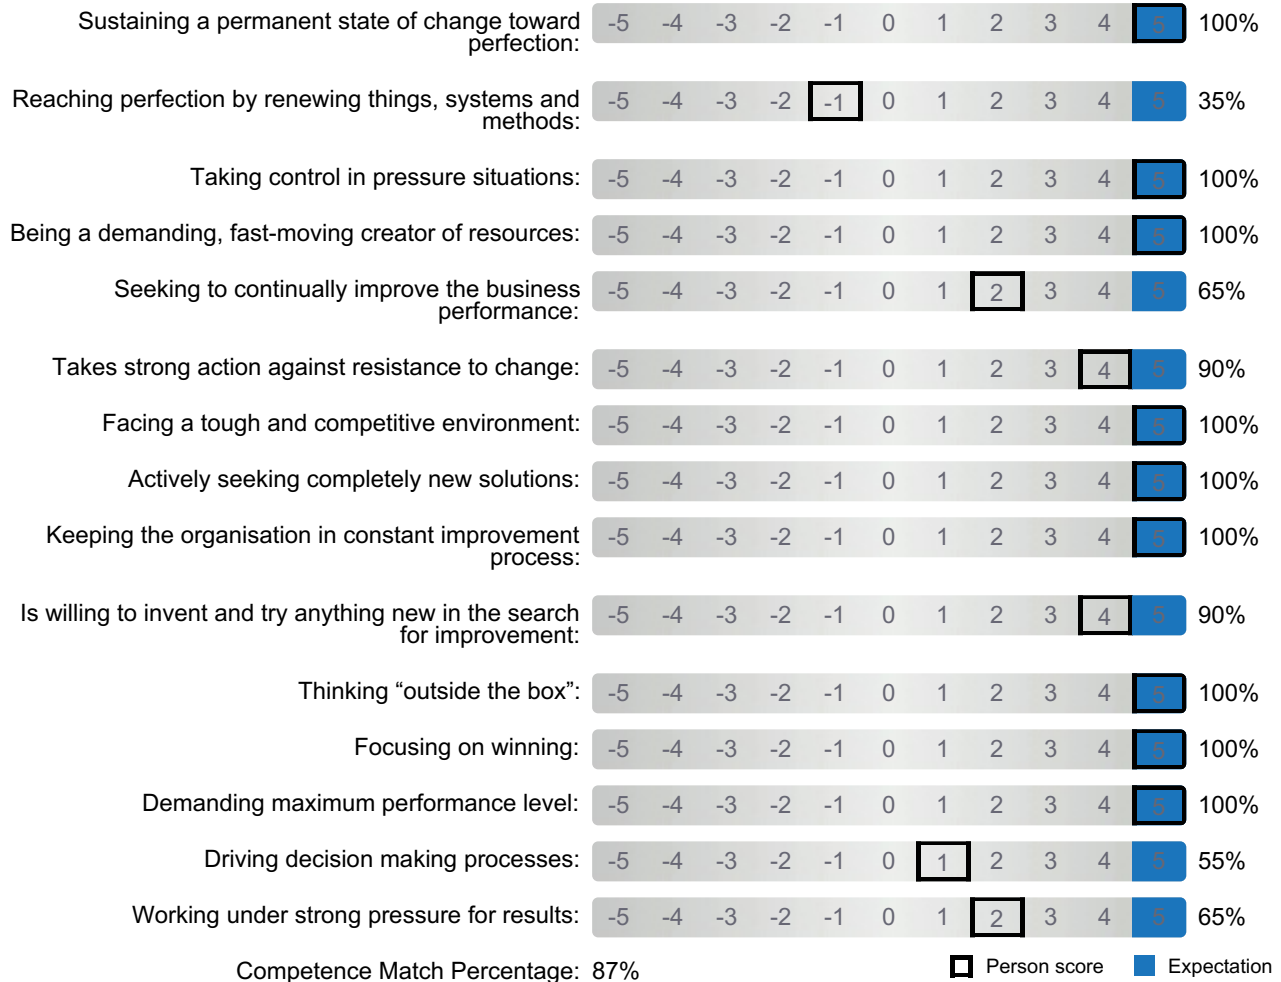 Sustaining a permanent state of change toward
perfection:
-5 -4 -3 -2 -1 0 1 2 3 4 5 100%
Reaching perfection by renewing things, systems and
methods:
-5 -4 -3 -2 -1 0 1 2 3 4 5 35%
Taking control in pressure situations: -5 -4 -3 -2 -1 0 1 2 3 4 5 100%
Being a demanding, fast-moving creator of resources: -5 -4 -3 -2 -1 0 1 2 3 4 5 100%
Seeking to continually improve the business
performance:
-5 -4 -3 -2 -1 0 1 2 3 4 5 65%
Takes strong action against resistance to change: -5 -4 -3 -2 -1 0 1 2 3 4 5 90%
Facing a tough and competitive environment: -5 -4 -3 -2 -1 0 1 2 3 4 5 100%
Actively seeking completely new solutions: -5 -4 -3 -2 -1 0 1 2 3 4 5 100%
Keeping the organisation in constant improvement
process:
-5 -4 -3 -2 -1 0 1 2 3 4 5 100%
Is willing to invent and try anything new in the search
for improvement:
-5 -4 -3 -2 -1 0 1 2 3 4 5 90%
Thinking “outside the box”: -5 -4 -3 -2 -1 0 1 2 3 4 5 100%
Focusing on winning: -5 -4 -3 -2 -1 0 1 2 3 4 5 100%
Demanding maximum performance level: -5 -4 -3 -2 -1 0 1 2 3 4 5 100%
Driving decision making processes: -5 -4 -3 -2 -1 0 1 2 3 4 5 55%
Working under strong pressure for results: -5 -4 -3 -2 -1 0 1 2 3 4 5 65%
Competence Match Percentage: 87% Person score Expectation